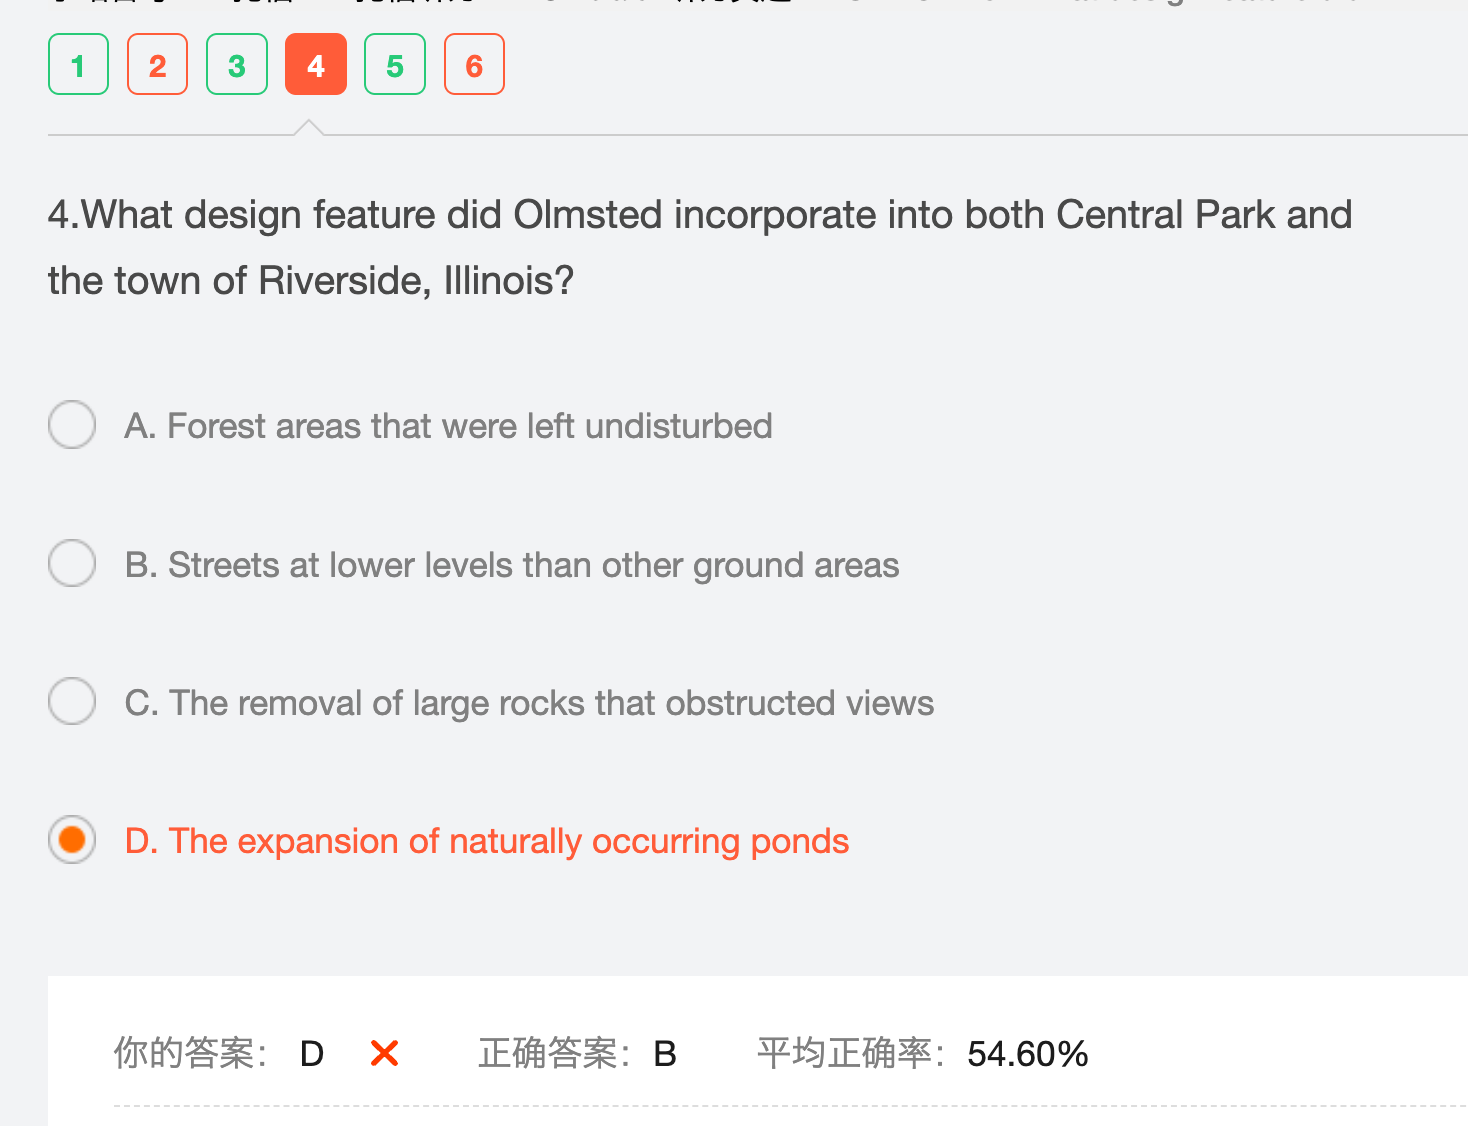 1 2 3 4 5 6
4.What design feature did Olmsted incorporate into both Central Park and
the town of Riverside, Illinois?
A. Forest areas that were left undisturbed
B. Streets at lower levels than other ground areas
C. The removal of large rocks that obstructed views
D. The expansion of naturally occurring ponds
你的答案： D 正确答案： B 平均正确率： 54.60%